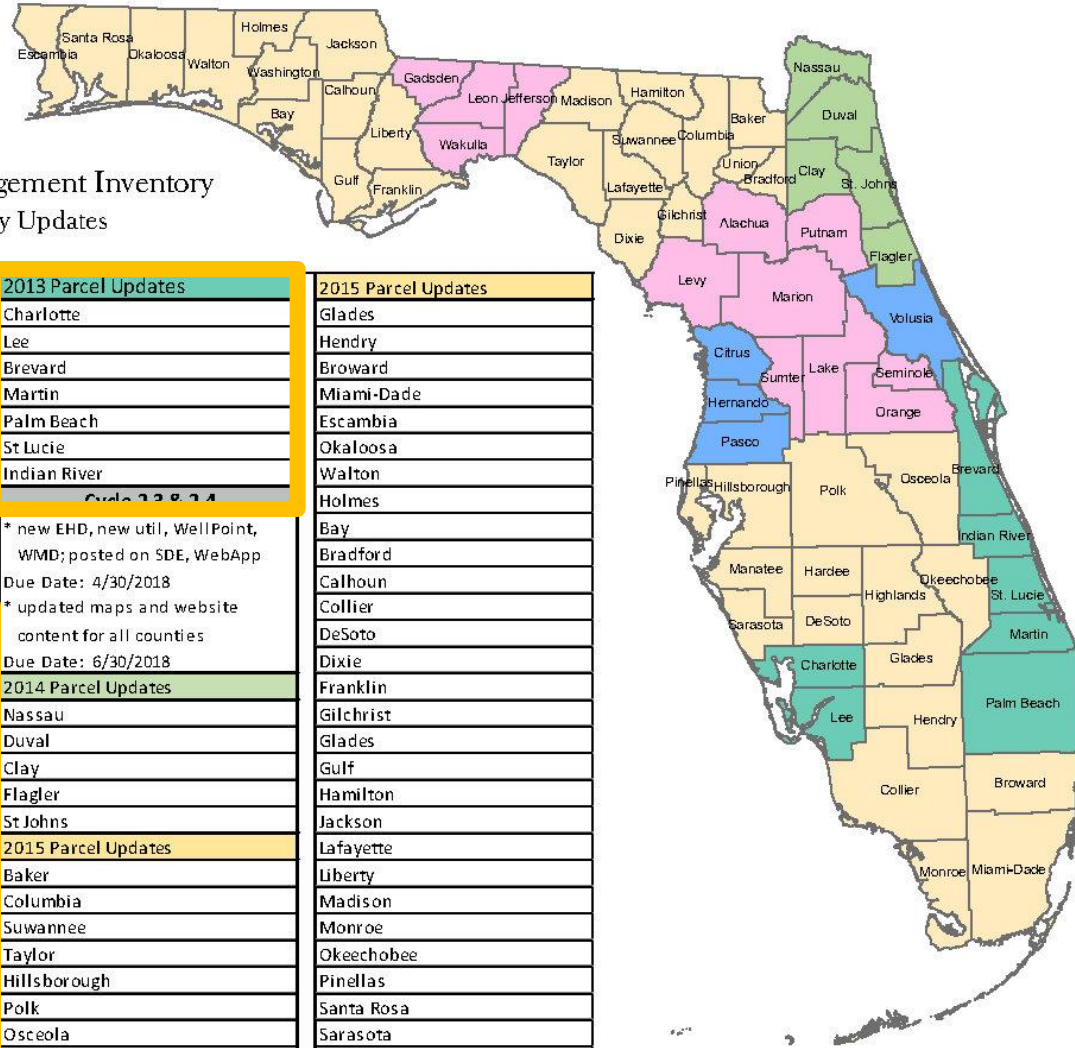 gement Inventory
y Updates
2013 Parcel Updates
Charlotte
Lee
Brevard
Martin
Palm Beach
St Lucie
Indian River
Cycle 2.3 & 2.4
* new EHD, new util, WellPoint,
WMD; posted on SDE, WebApp
Due Date: 4/30/2018
* updated maps and website
content for all counties
Due Date: 6/30/2018
2014 Parcel Updates
Nassau
Duval
Clay
Flagler
St Johns
2015 Parcel Updates
Baker
Columbia
Suwannee
Taylor
Hillsborough
Polk
Osceola
2015 Parcel Updates
Glades
Hendry
Broward
Miami-Dade
Escambia
Okaloosa
Walton
Holmes
Bay
Bradford
Calhoun
Collier
DeSoto
Dixie
Franklin
Gilchrist
Glades
Gulf
Hamilton
Jackson
Lafayette
Liberty
Madison
Monroe
Okeechobee
Pinellas
Santa Rosa
Sarasota
Escambia
Santa Rosa
Okaloosa
Walton
Holmes
Washington
Jackson
Bay
Calhoun
Gulf
Liberty
Franklin
Gadsden
Leon
Jefferson
Wakulla
Madison
Taylor
Hamilton
Suwannee
Lafayette
Dixie
Columbia
Gilchrist
Baker
Union
Bradford
Nassau
Duval
Clay
St. Johns
Alachua
Putnam
Flagler
Levy
Marion
Volusia
Citrus
Sumter
Lake
Seminole
Hernando
Orange
Pasco
Pinellas
Hillsborough
Polk
Osceola
Brevard
Indian River
Manatee
Hardee
Highlands
Okeechobee
St. Lucie
Sarasota
DeSoto
Martin
Charlotte
Glades
Lee
Hendry
Palm Beach
Collier
Broward
Monroe
Miami-Dade